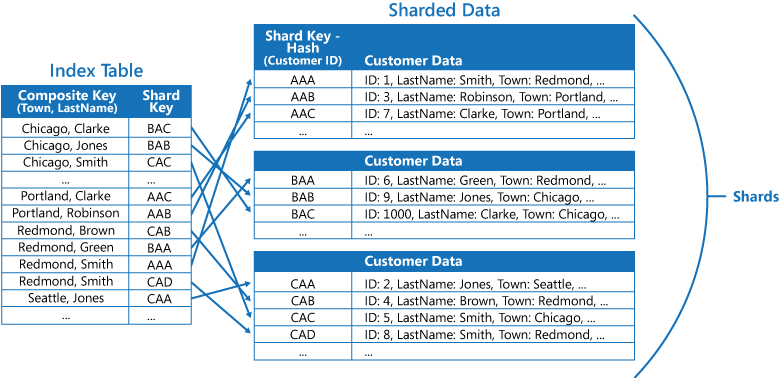 Sharded Data
Index Table
Composite Key (Town, LastName) Shard Key
Chicago, Clarke BAC
Chicago, Jones BAB
Chicago, Smith CAC
... ...
Portland, Clarke AAC
Portland, Robinson AAB
Redmond, Brown CAB
Redmond, Green BAA
Redmond, Smith AAA
Redmond, Smith CAD
Seattle, Jones CAA
... ...
Shard Key - Hash (Customer ID) Customer Data
AAA ID: 1, LastName: Smith, Town: Redmond, ...
AAB ID: 3, LastName: Robinson, Town: Portland, ...
AAC ID: 7, LastName: Clarke, Town: Portland, ...
... ...
Customer Data
BAA ID: 6, LastName: Green, Town: Redmond, ...
BAB ID: 9, LastName: Jones, Town: Chicago, ...
BAC ID: 1000, LastName: Clarke, Town: Chicago, ...
... ...
Customer Data
CAA ID: 2, LastName: Jones, Town: Seattle, ...
CAB ID: 4, LastName: Brown, Town: Redmond, ...
CAC ID: 5, LastName: Smith, Town: Chicago, ...
CAD ID: 8, LastName: Smith, Town: Redmond, ...
... ...
Shards